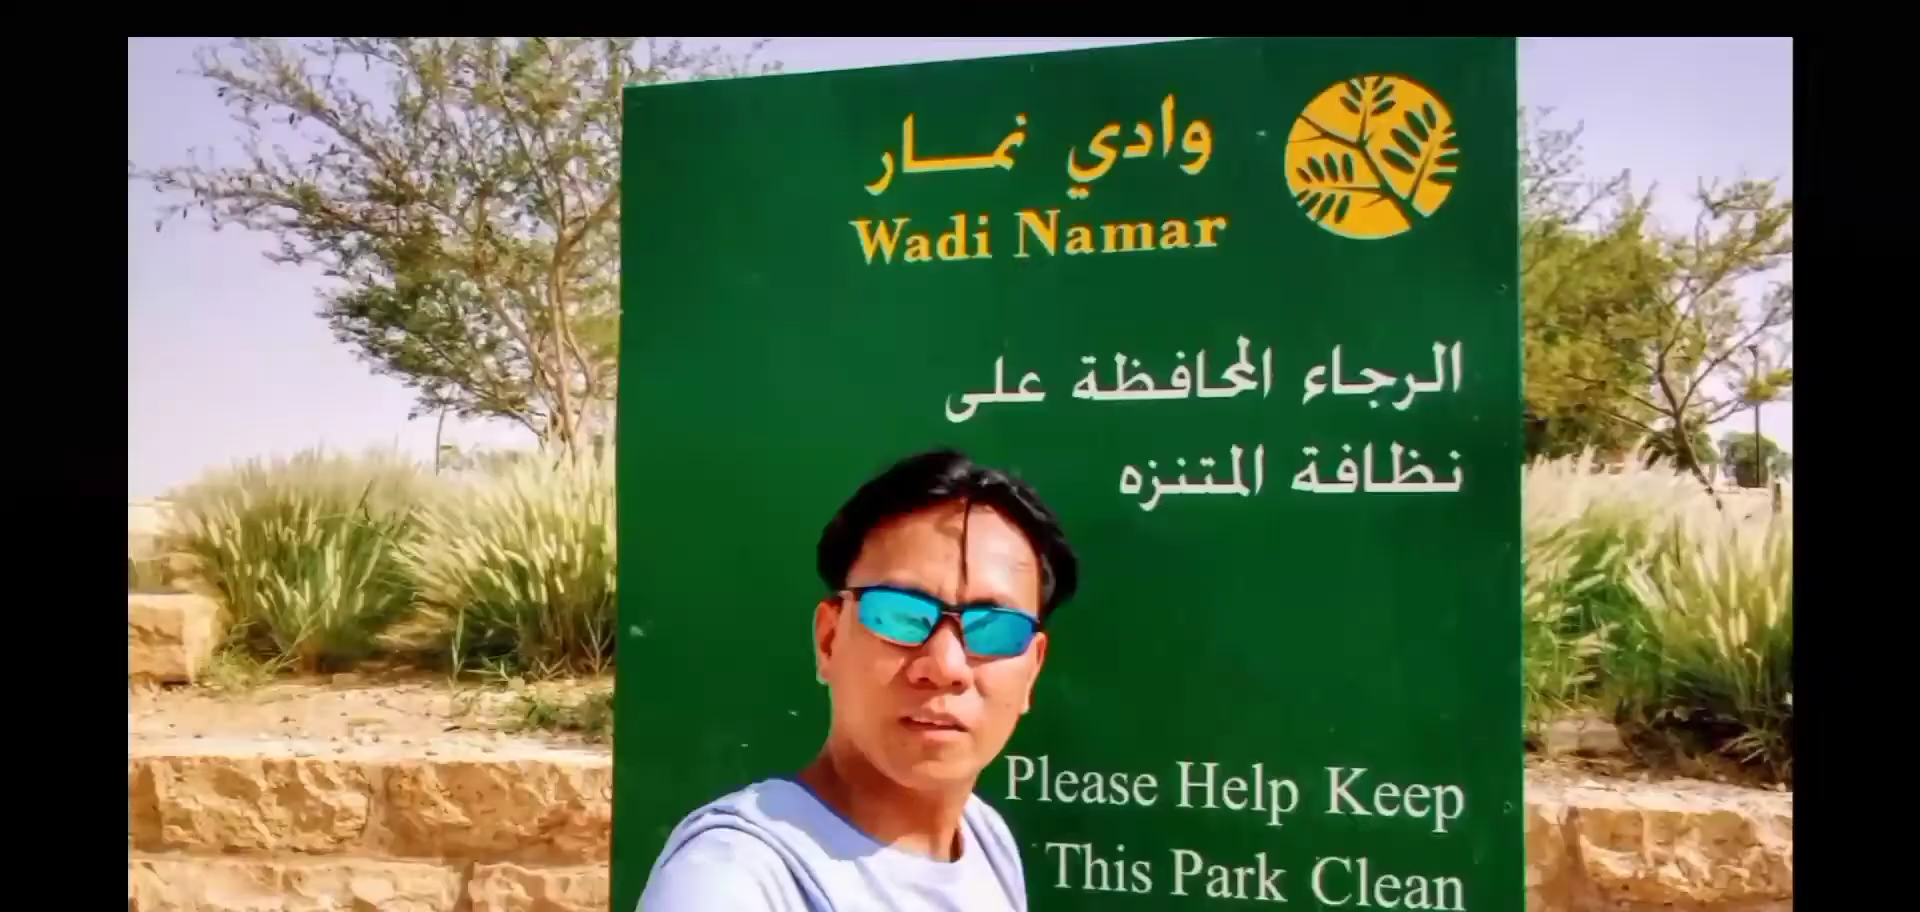 وادي نمار
Wadi Namar
الرجاء المحافظة على
نظافة المتنزه
Please Help Keep
This Park Clean